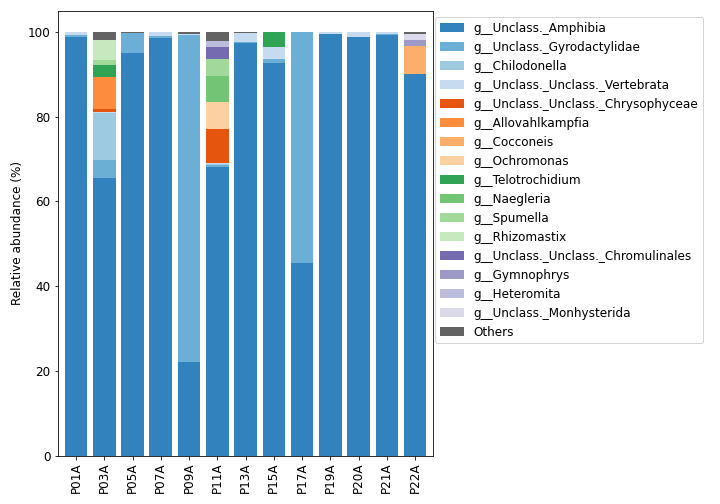 Relative abundance (%)
100
80
60
40
20
0
P01A
P03A
P05A
P07A
P09A
P11A
P13A
P15A
P17A
P19A
P20A
P21A
P22A
g__Unclass._Amphibia
g__Unclass._Gyrodactylidae
g__Chilodonella
g__Unclass._Unclass._Vertebrata
g__Unclass._Unclass._Chrysophyceae
g__Allovahlkampfia
g__Cocconeis
g__Ochromonas
g__Telotrochidium
g__Naegleria
g__Spumella
g__Rhizomastix
g__Unclass._Unclass._Chromulinales
g__Gymnophrys
g__Heteromita
g__Unclass._Monhysterida
Others